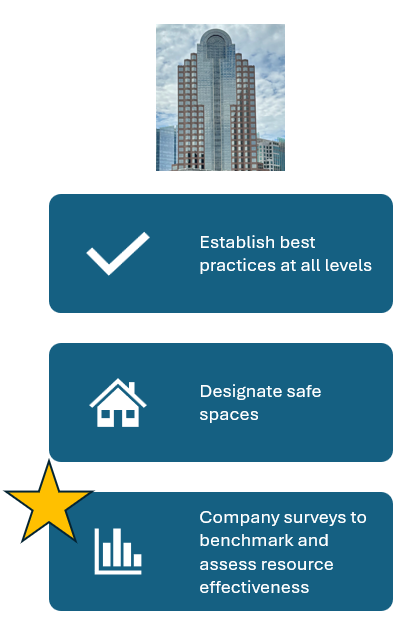 Establish best
practices at all levels
Designate safe
spaces
Company surveys to
benchmark and
assess resource
effectiveness